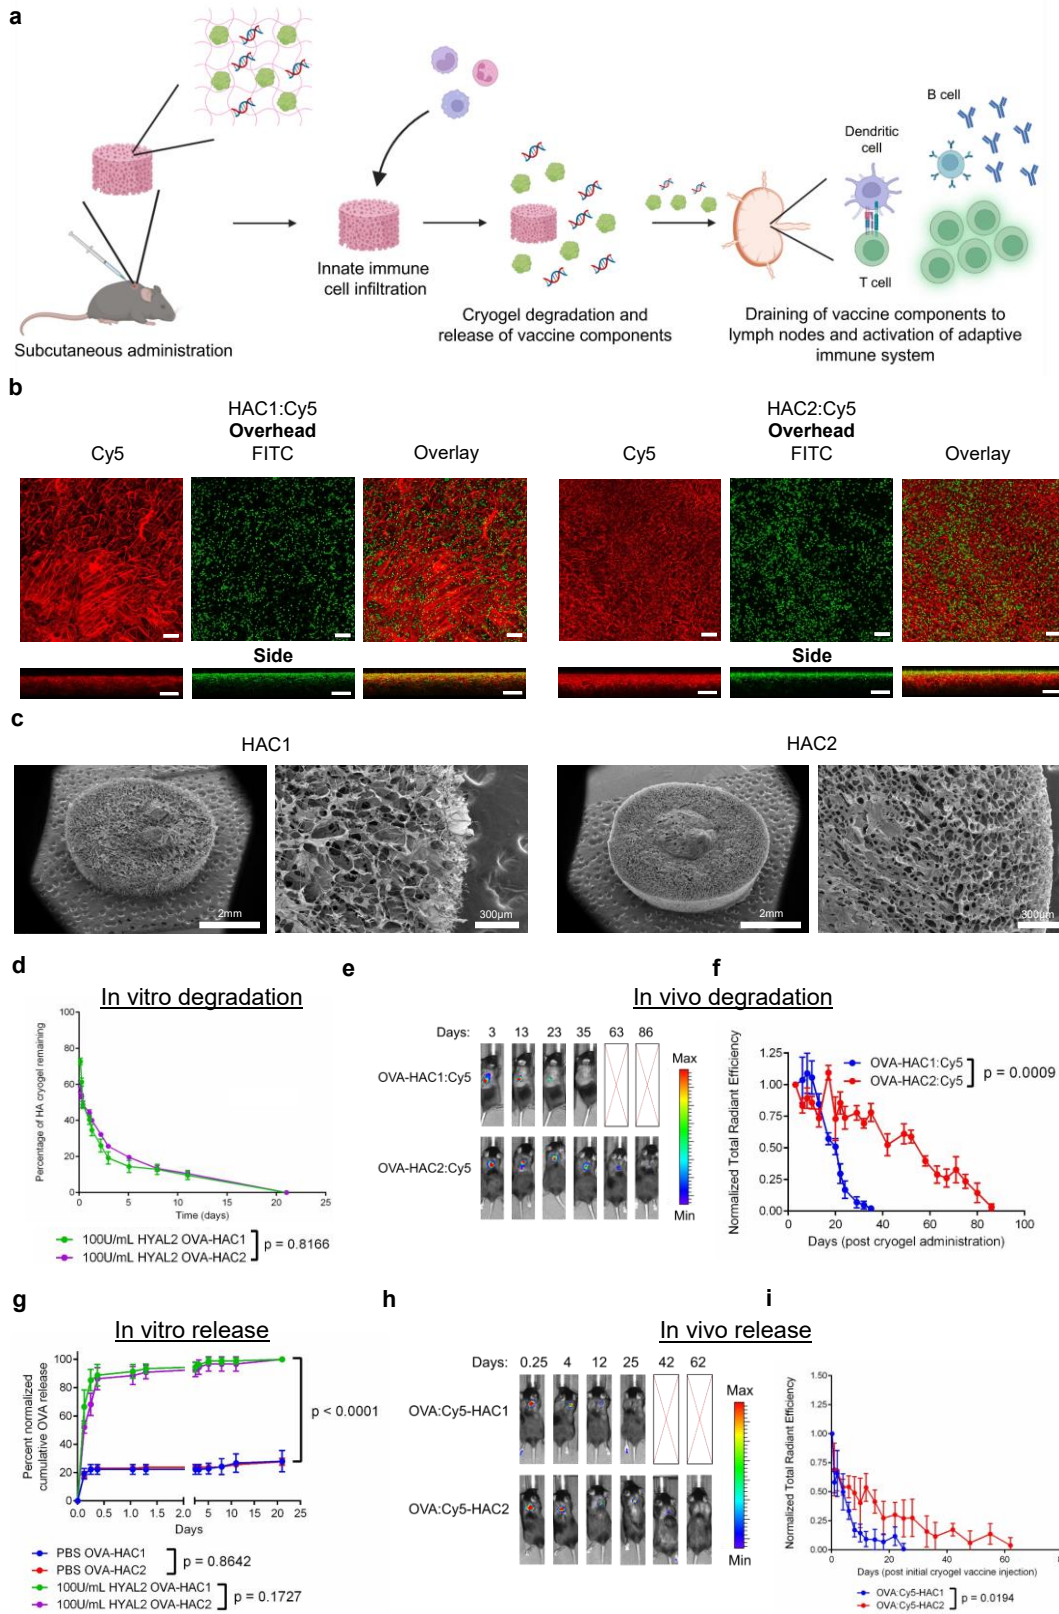 a
B cell
Dendritic
cell
T cell
Innate immune
cell infiltration
Subcutaneous administration
Cryogel degradation and
release of vaccine components
Draining of vaccine components to
lymph nodes and activation of adaptive
immune system
b
HAC1:Cy5
Overhead
Cy5 FITC Overlay
Side
HAC2:Cy5
Overhead
Cy5 FITC Overlay
Side
c
HAC1
2mm
300µm
HAC2
2mm
300µm
d
In vitro degradation
Percentage of HA cryogel remaining
100
80
60
40
20
0
0 5 10 15 20 25
Time (days)
100U/mL HYAL2 OVA-HAC1
100U/mL HYAL2 OVA-HAC2
p = 0.8166
e
In vivo degradation
Days: 3 13 23 35 63 86
OVA-HAC1:Cy5
OVA-HAC2:Cy5
Max
Min
f
Normalized Total Radiant Efficiency
1.25
1.00
0.75
0.50
0.25
0.00
0 20 40 60 80 100
Days (post cryogel administration)
OVA-HAC1:Cy5
OVA-HAC2:Cy5
p = 0.0009
g
In vitro release
Percent normalized
cumulative OVA release
100
80
60
40
20
0
0.0 0.5 1.0 1.5 2.0 5 10 15 20 25
Days
p < 0.0001
PBS OVA-HAC1
PBS OVA-HAC2
p = 0.8642
100U/mL HYAL2 OVA-HAC1
100U/mL HYAL2 OVA-HAC2
p = 0.1727
h
In vivo release
Days: 0.25 4 12 25 42 62
OVA:Cy5-HAC1
OVA:Cy5-HAC2
Max
Min
i
Normalized Total Radiant Efficiency
1.50
1.25
1.00
0.75
0.50
0.25
0.00
0 20 40 60
Days (post initial cryogel vaccine injection)
OVA:Cy5-HAC1
OVA:Cy5-HAC2
p = 0.0194